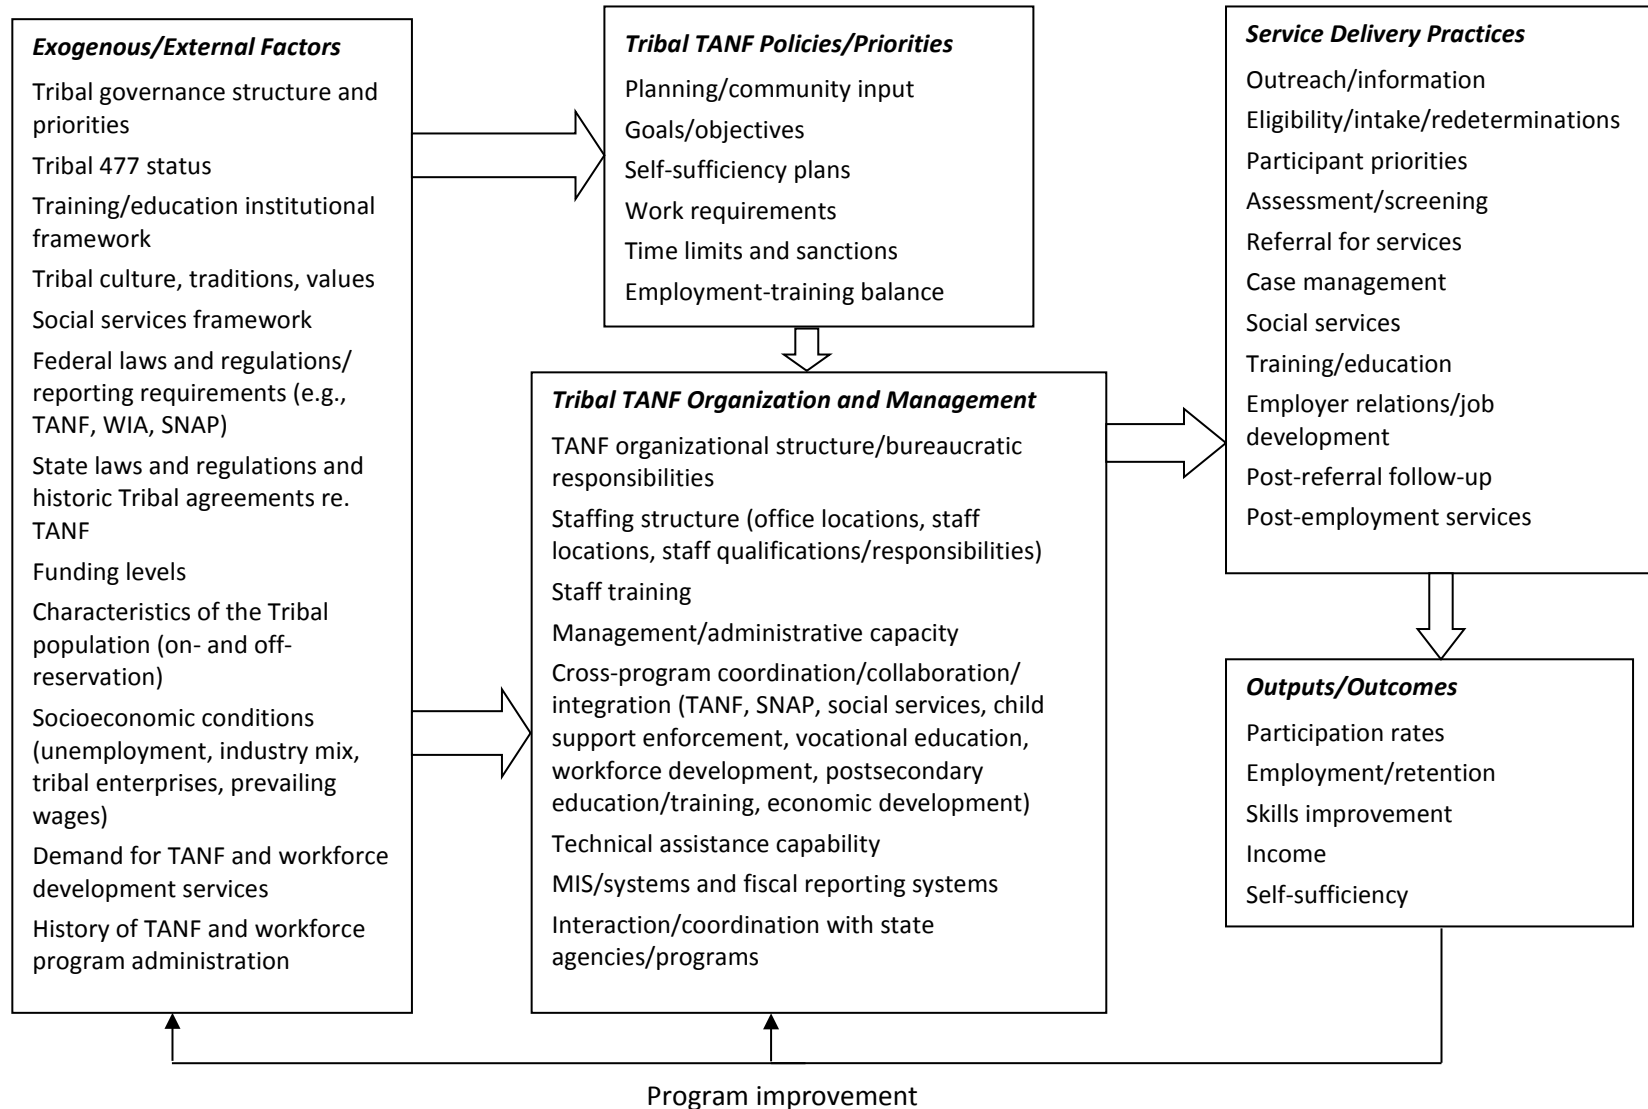 Exogenous/External Factors
Tribal governance structure and
priorities
Tribal 477 status
Training/education institutional
framework
Tribal culture, traditions, values
Social services framework
Federal laws and regulations/
reporting requirements (e.g.,
TANF, WIA, SNAP)
State laws and regulations and
historic Tribal agreements re.
TANF
Funding levels
Characteristics of the Tribal
population (on- and off-
reservation)
Socioeconomic conditions
(unemployment, industry mix,
tribal enterprises, prevailing
wages)
Demand for TANF and workforce
development services
History of TANF and workforce
program administration
Tribal TANF Policies/Priorities
Planning/community input
Goals/objectives
Self-sufficiency plans
Work requirements
Time limits and sanctions
Employment-training balance
Tribal TANF Organization and Management
TANF organizational structure/bureaucratic
responsibilities
Staffing structure (office locations, staff
locations, staff qualifications/responsibilities)
Staff training
Management/administrative capacity
Cross-program coordination/collaboration/
integration (TANF, SNAP, social services, child
support enforcement, vocational education,
workforce development, postsecondary
education/training, economic development)
Technical assistance capability
MIS/systems and fiscal reporting systems
Interaction/coordination with state
agencies/programs
Service Delivery Practices
Outreach/information
Eligibility/intake/redeterminations
Participant priorities
Assessment/screening
Referral for services
Case management
Social services
Training/education
Employer relations/job
development
Post-referral follow-up
Post-employment services
Outputs/Outcomes
Participation rates
Employment/retention
Skills improvement
Income
Self-sufficiency
Program improvement